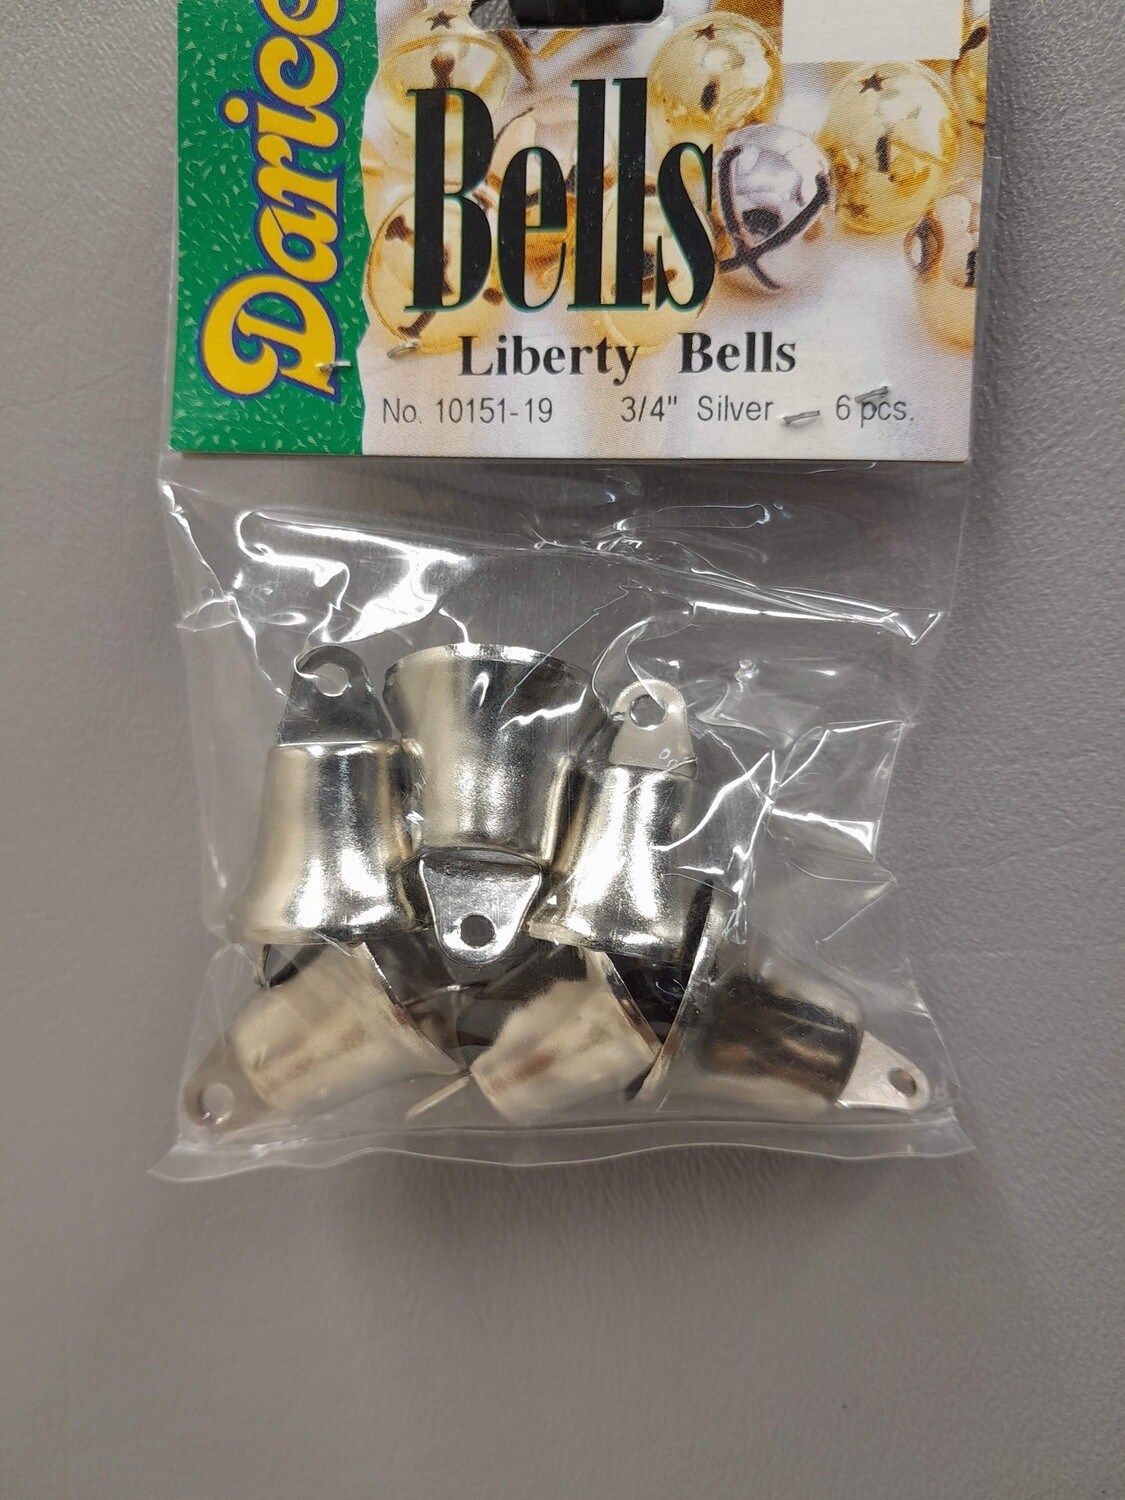 Darice
Bells
Liberty Bells
No. 10151-19 3/4" Silver 6 pcs.